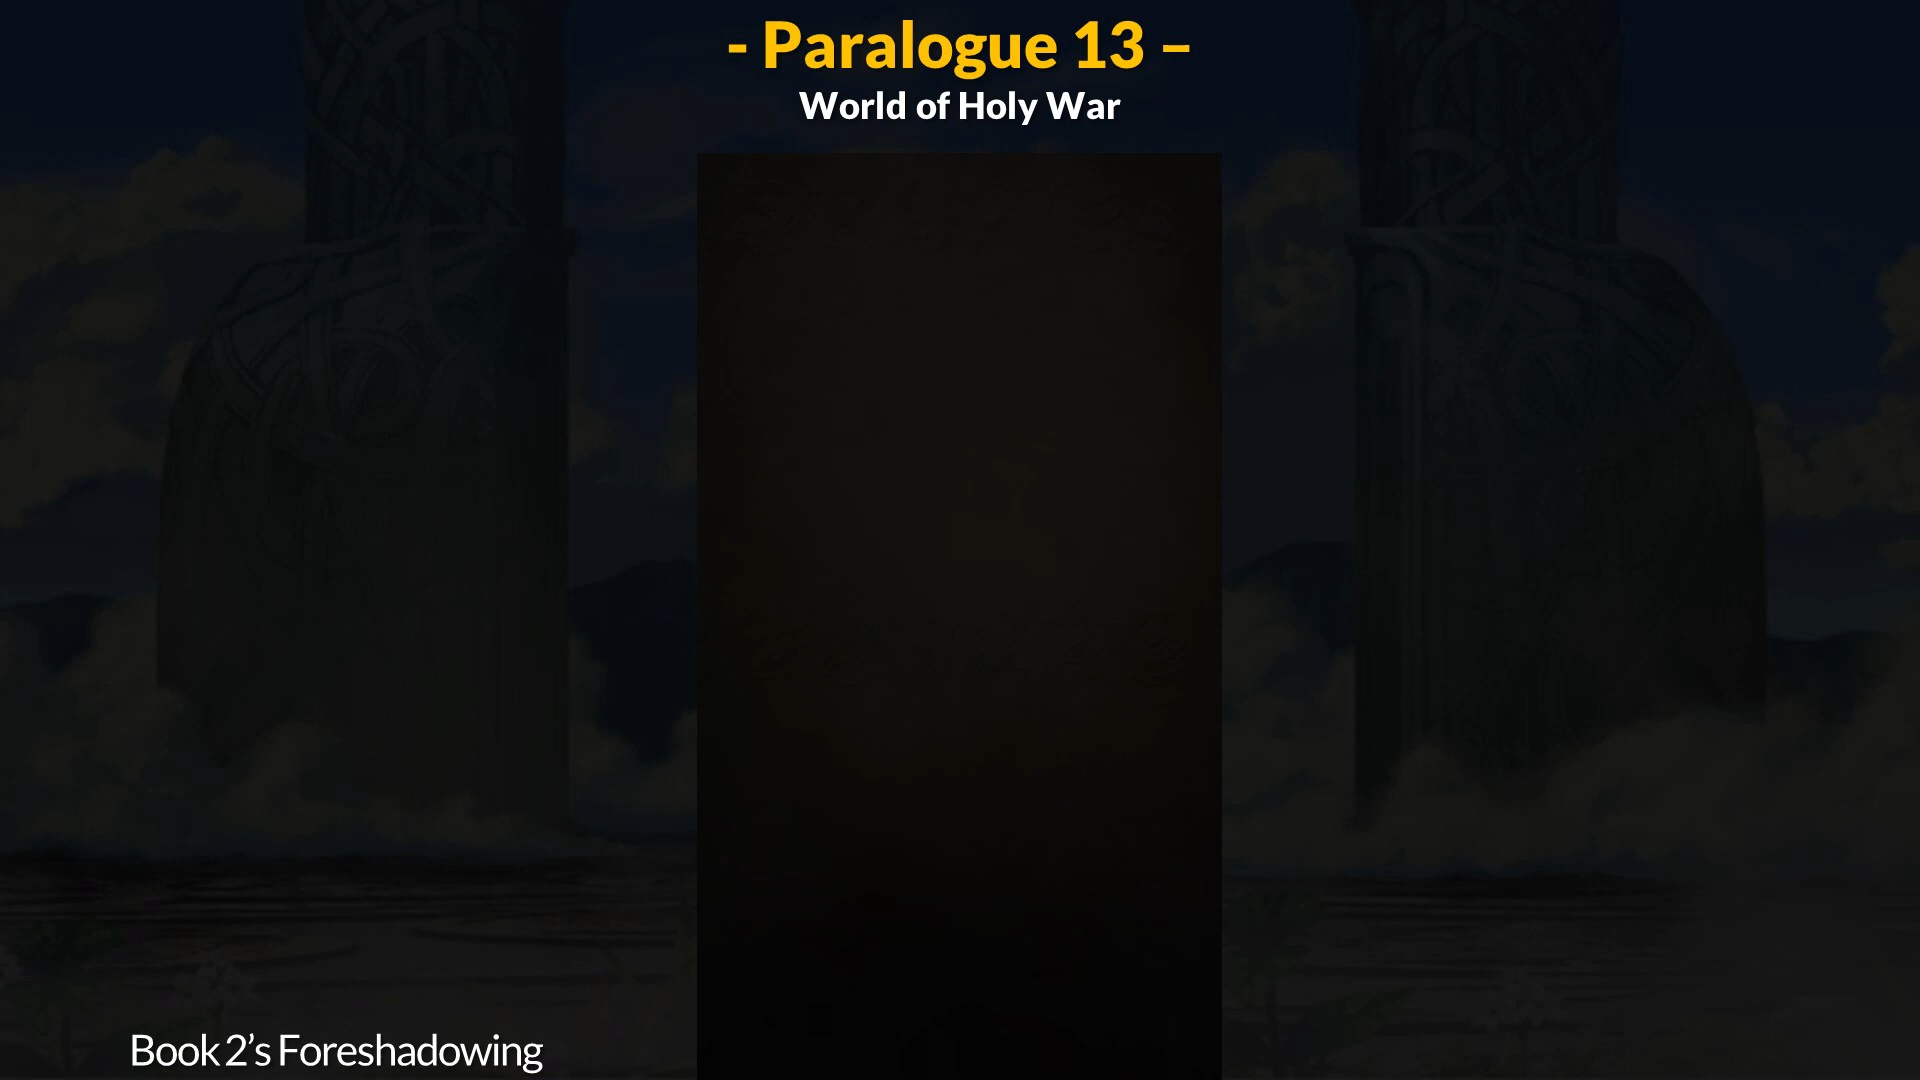 - Paralogue 13 –
World of Holy War
Book 2’s Foreshadowing